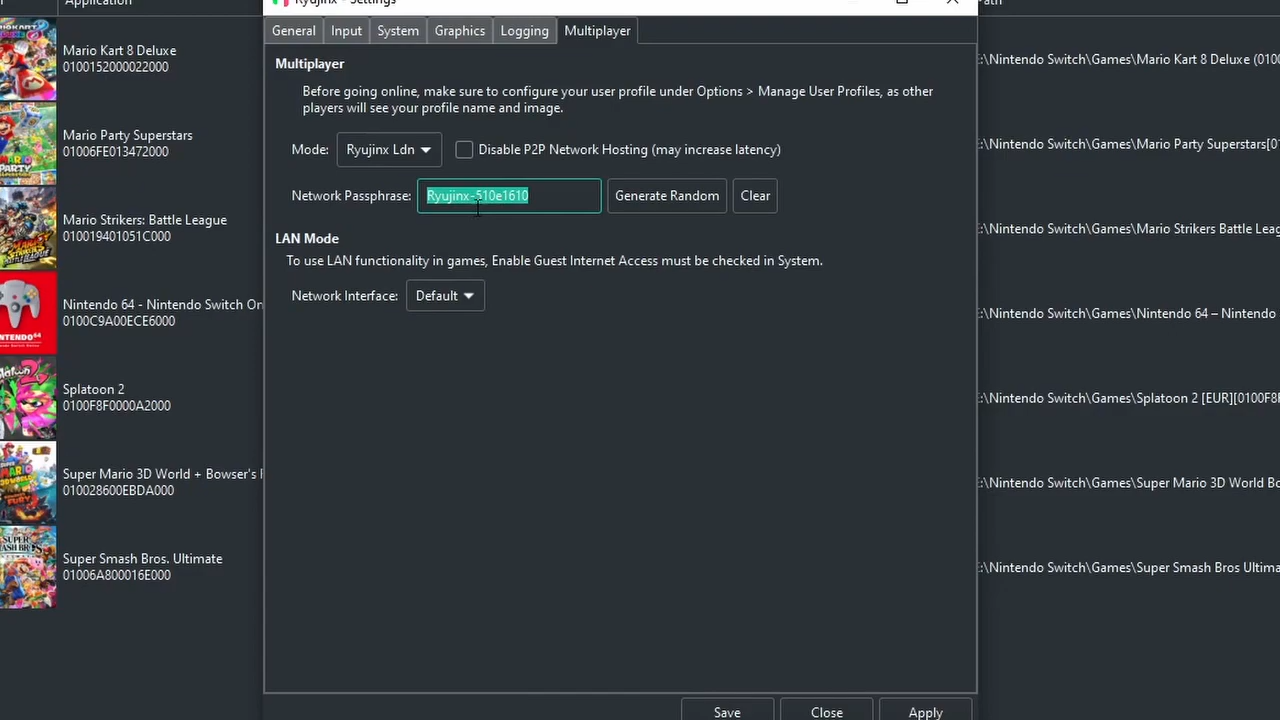 Application
Ryujinx - Settings
Path
General
Input
System
Graphics
Logging
Multiplayer
Multiplayer
Before going online, make sure to configure your user profile under Options > Manage User Profiles, as other
players will see your profile name and image.
Mode: Ryujinx Ldn Disable P2P Network Hosting (may increase latency)
Network Passphrase: Ryujinx-510e1610 Generate Random Clear
LAN Mode
To use LAN functionality in games, Enable Guest Internet Access must be checked in System.
Network Interface: Default
Save Close Apply
Mario Kart 8 Deluxe
0100152000022000
Mario Party Superstars
01006FE013472000
Mario Strikers: Battle League
010019401051C000
Nintendo 64 - Nintendo Switch On
0100C9A00ECE6000
Splatoon 2
0100F8F0000A2000
Super Mario 3D World + Bowser's F
010028600EBDA000
Super Smash Bros. Ultimate
01006A800016E000
:\Nintendo Switch\Games\Mario Kart 8 Deluxe (010
:\Nintendo Switch\Games\Mario Party Superstars[0
:\Nintendo Switch\Games\Mario Strikers Battle Leag
:\Nintendo Switch\Games\Nintendo 64 – Nintendo
:\Nintendo Switch\Games\Splatoon 2 [EUR][0100F8F
:\Nintendo Switch\Games\Super Mario 3D World Bo
:\Nintendo Switch\Games\Super Smash Bros Ultima